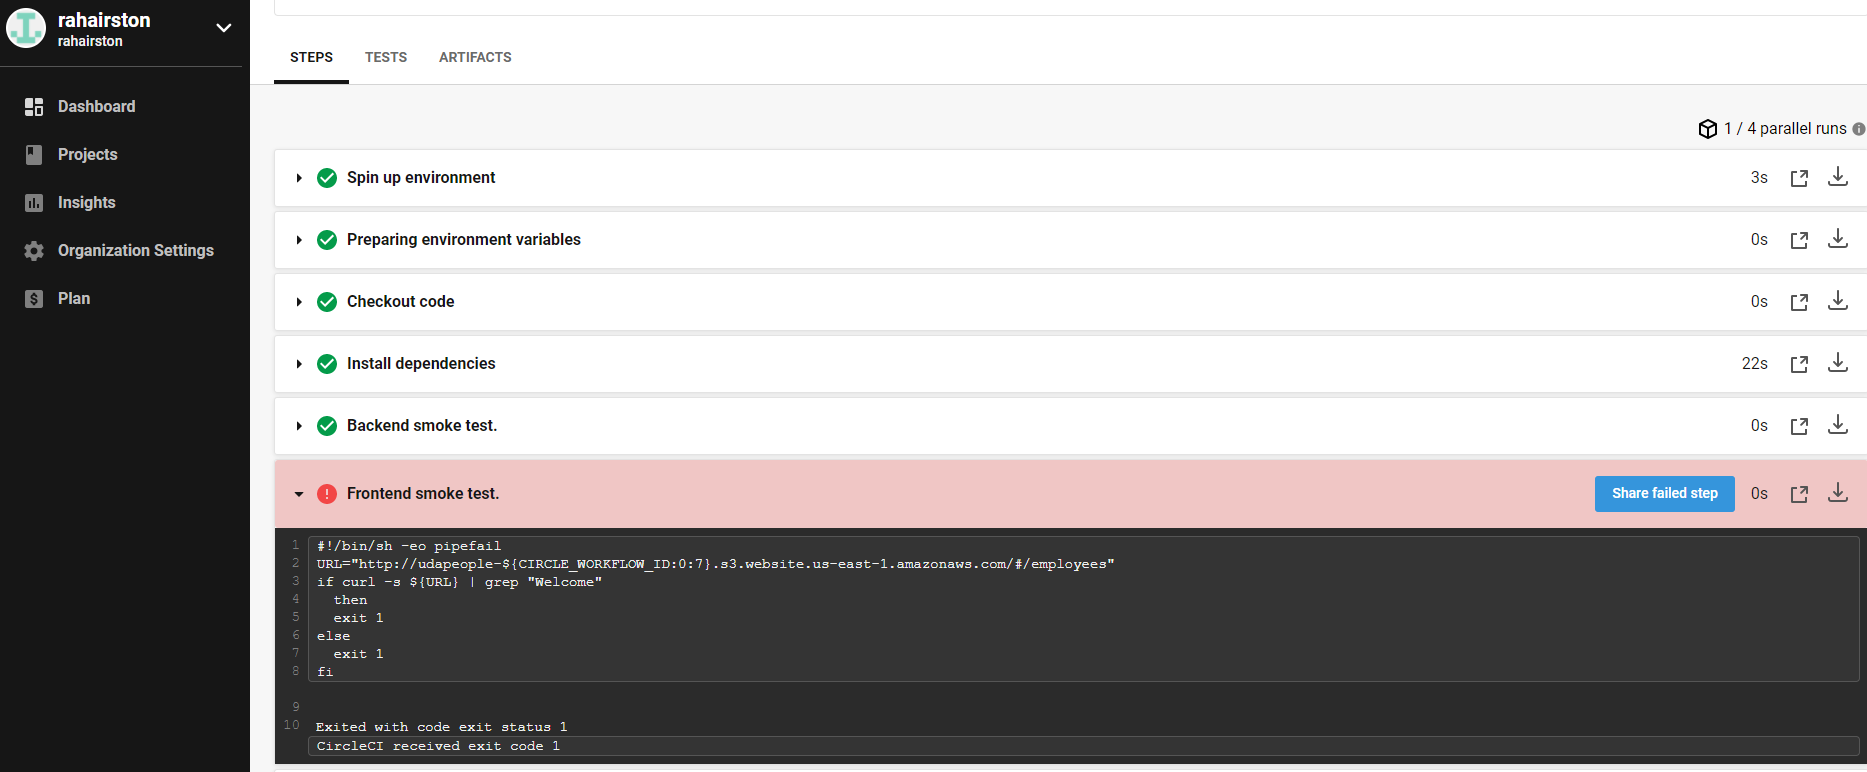 rahairston
rahairston
Dashboard
Projects
Insights
Organization Settings
Plan
STEPS TESTS ARTIFACTS
1 / 4 parallel runs
Spin up environment 3s
Preparing environment variables 0s
Checkout code 0s
Install dependencies 22s
Backend smoke test. 0s
Frontend smoke test. Share failed step 0s
1 #!/bin/sh -eo pipefail
2 URL="http://udapeople-${CIRCLE_WORKFLOW_ID:0:7}.s3.website.us-east-1.amazonaws.com/#/employees"
3 if curl -s ${URL} | grep "Welcome"
4 then
5 exit 1
6 else
7 exit 1
8 fi
9
10 Exited with code exit status 1
CircleCI received exit code 1